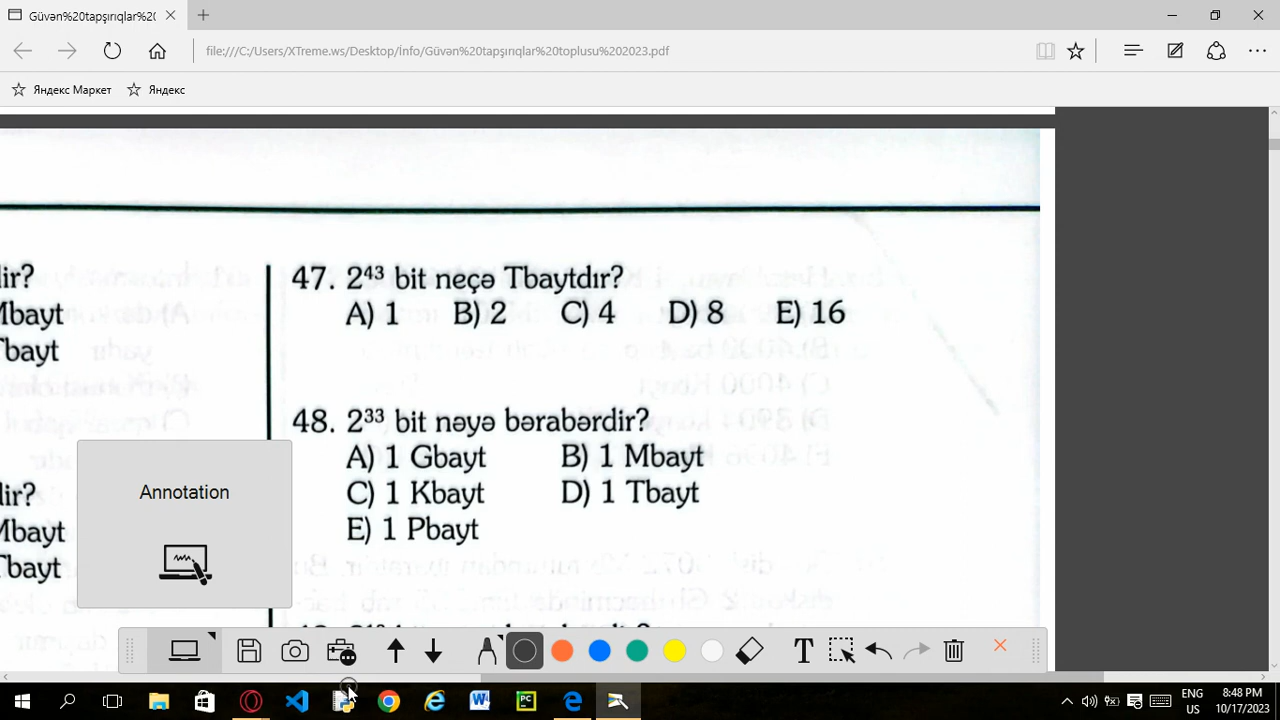 Güvən%20tapşırıqlar%20
file:///C:/Users/XTreme.ws/Desktop/İnfo/Güvən%20tapşırıqlar%20toplusu%202023.pdf
Яндекс Маркет
Яндекс
dir?
Mbayt
Tbayt
47. 2⁴³ bit neçə Tbaytdır?
A) 1 B) 2 C) 4 D) 8 E) 16
48. 2³³ bit nəyə bərabərdir?
A) 1 Gbayt B) 1 Mbayt
C) 1 Kbayt D) 1 Tbayt
E) 1 Pbayt
dir?
Mbayt
Tbayt
Annotation
T
ENG
US
8:48 PM
10/17/2023